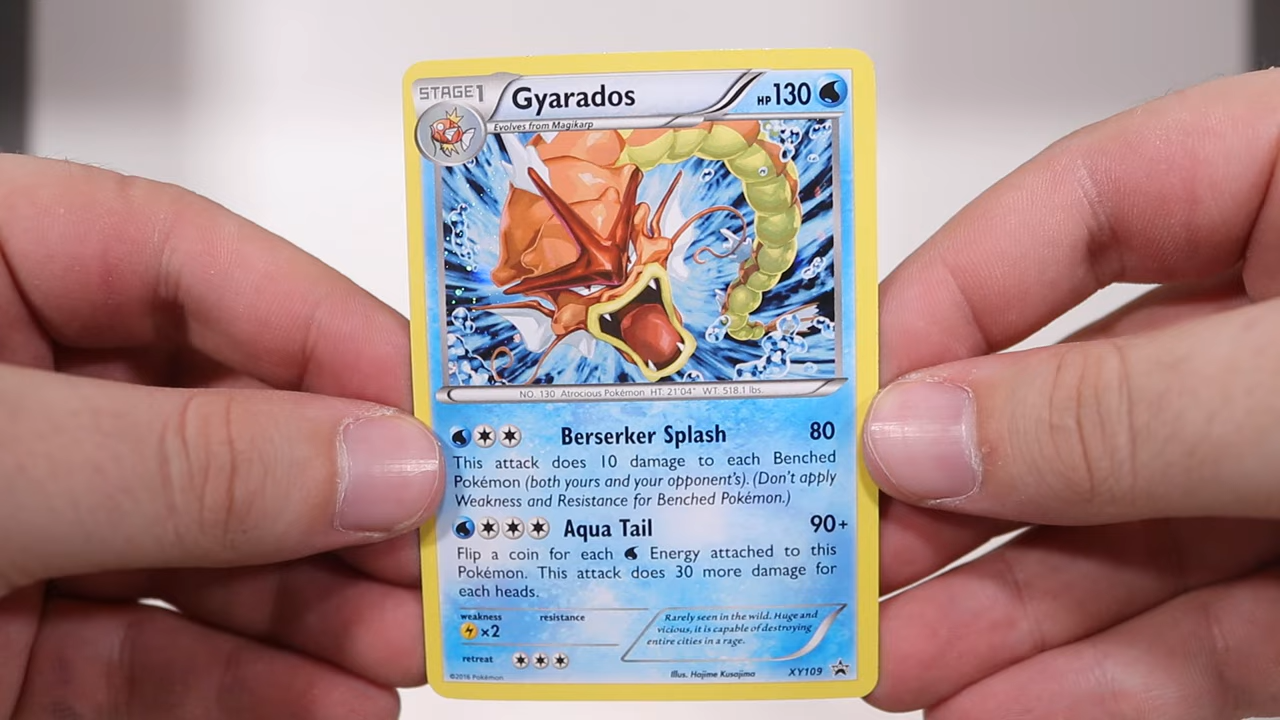 STAGE1 Gyarados HP130
Evolves from Magikarp
NO. 130 Atrocious Pokémon HT: 21'04" WT: 518.1 lbs.
Berserker Splash 80
This attack does 10 damage to each Benched
Pokémon (both yours and your opponent's). (Don't apply
Weakness and Resistance for Benched Pokémon.)
Aqua Tail 90+
Flip a coin for each Energy attached to this
Pokémon. This attack does 30 more damage for
each heads.
weakness resistance
×2
retreat
Rarely seen in the wild. Huge and
vicious, it is capable of destroying
entire cities in a rage.
©2016 Pokémon
Illus. Hajime Kusajima XY109